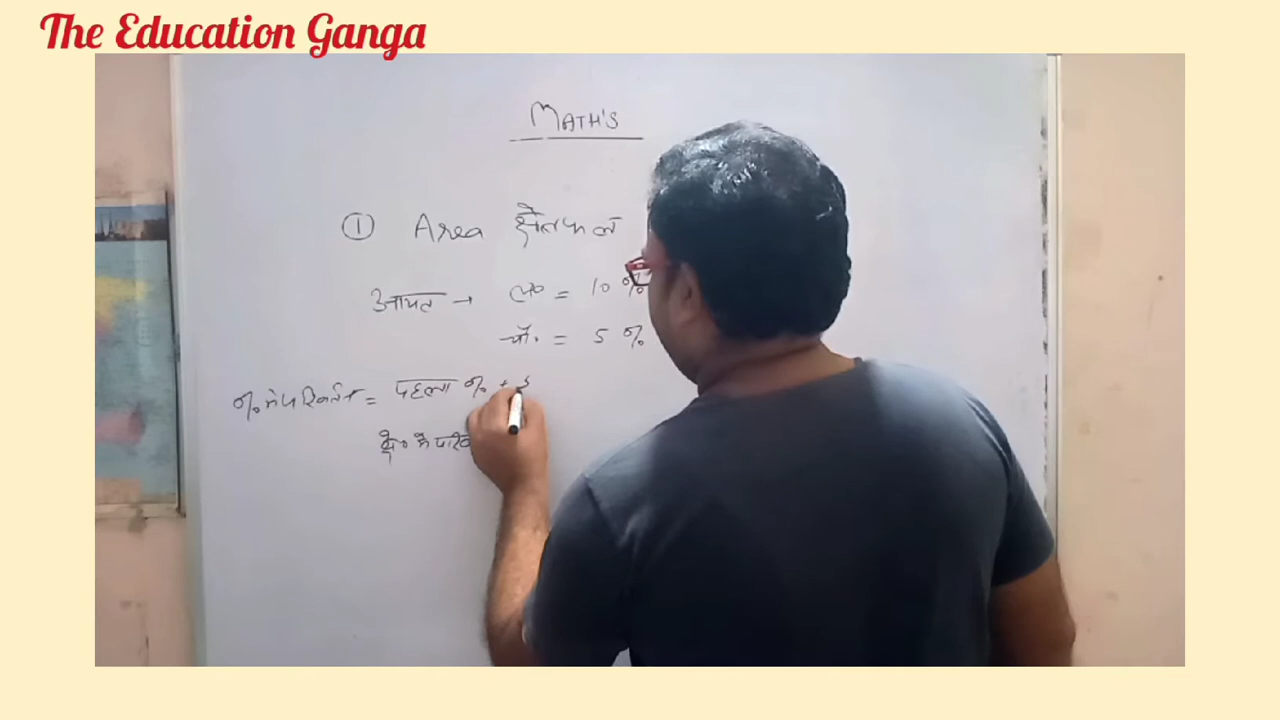 The Education Ganga
MATH'S
① Area क्षेत्रफल
आयत → ल० = 10 %
चौ. = 5 %
% में परिवर्तन = पहला % +
क्षे० में